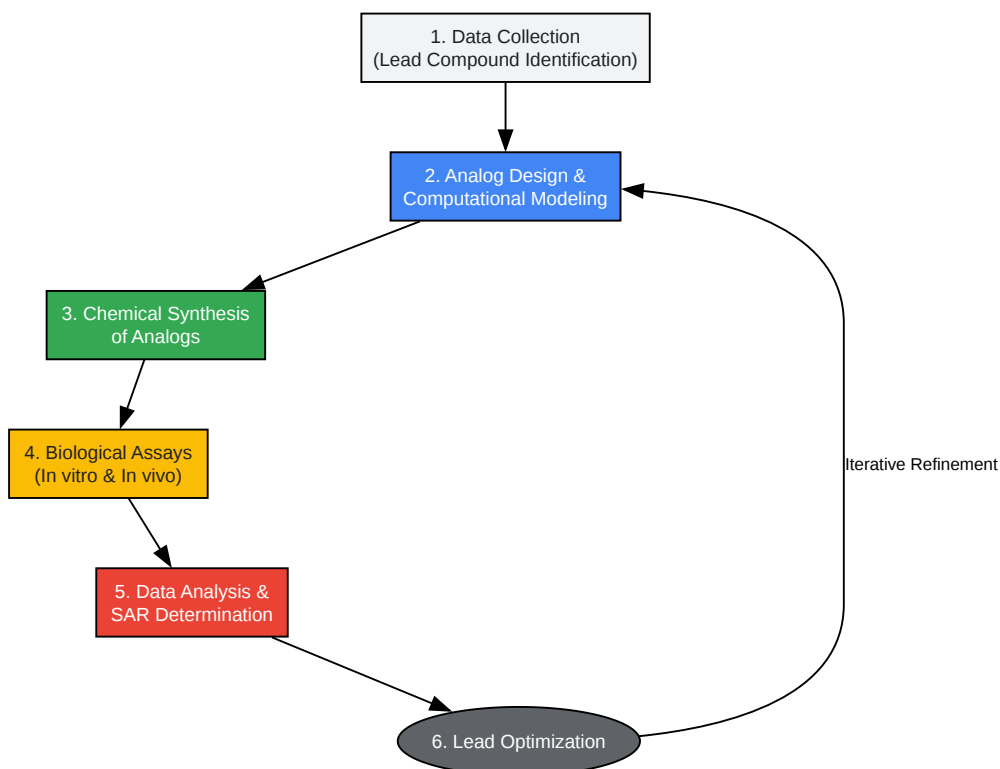 1. Data Collection
(Lead Compound Identification)
2. Analog Design &
Computational Modeling
3. Chemical Synthesis
of Analogs
4. Biological Assays
(In vitro & In vivo)
Iterative Refinement
5. Data Analysis &
SAR Determination
6. Lead Optimization